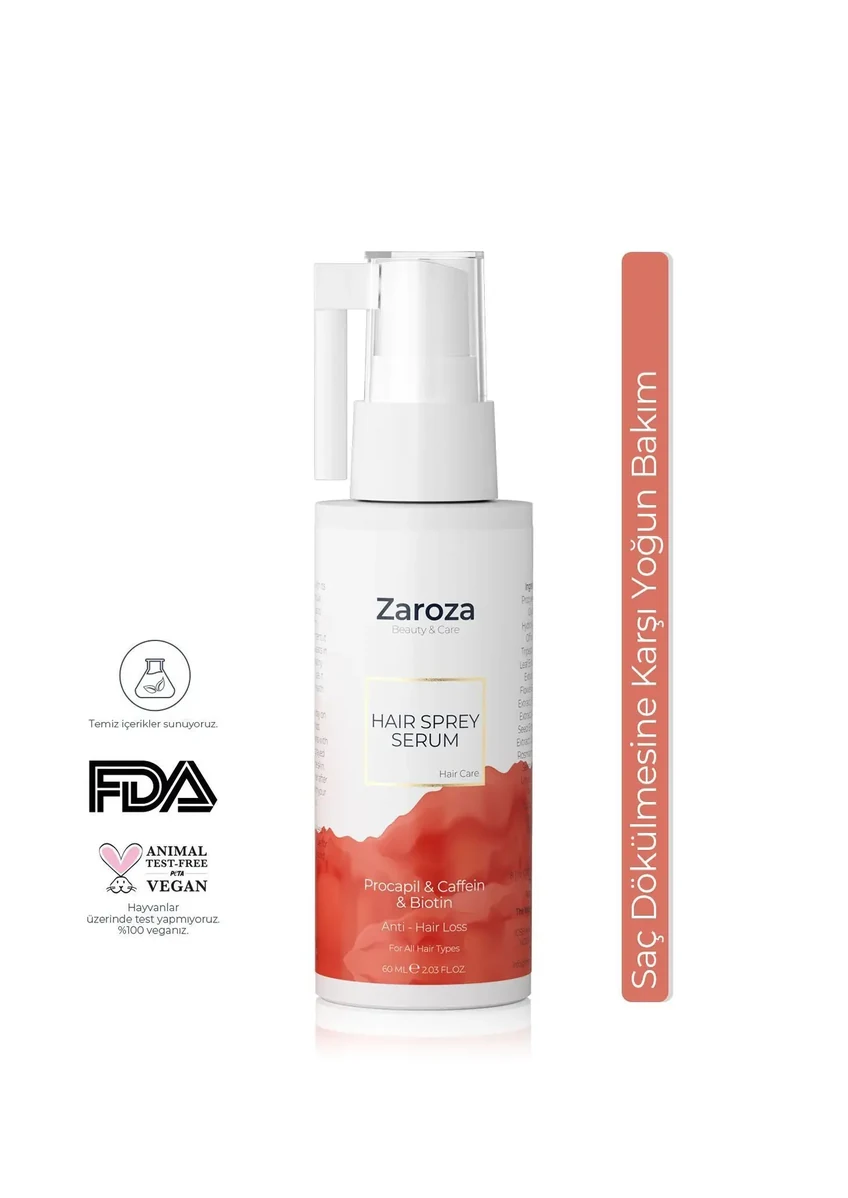 Zaroza
Beauty & Care
HAIR SPREY
SERUM
Hair Care
Procapil & Caffein
& Biotin
Anti - Hair Loss
For All Hair Types
60 ML e 2.03 FL.OZ
Temiz içerikler sunuyoruz.
FDA
ANIMAL
TEST-FREE
PETA
VEGAN
Hayvanlar
üzerinde test yapmıyoruz.
%100 veganız.
Saç Dökülmesine Karşı Yoğun Bakım